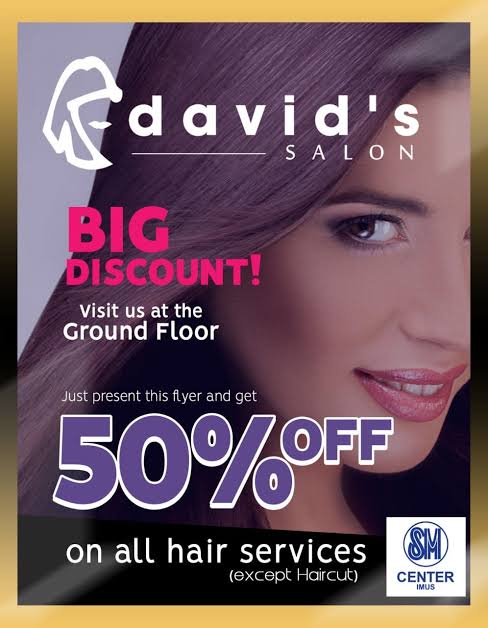 david's
SALON
BIG
DISCOUNT!
Visit us at the
Ground Floor
Just present this flyer and get
50% OFF
on all hair services
(except Haircut)
SM
CENTER
IMUS